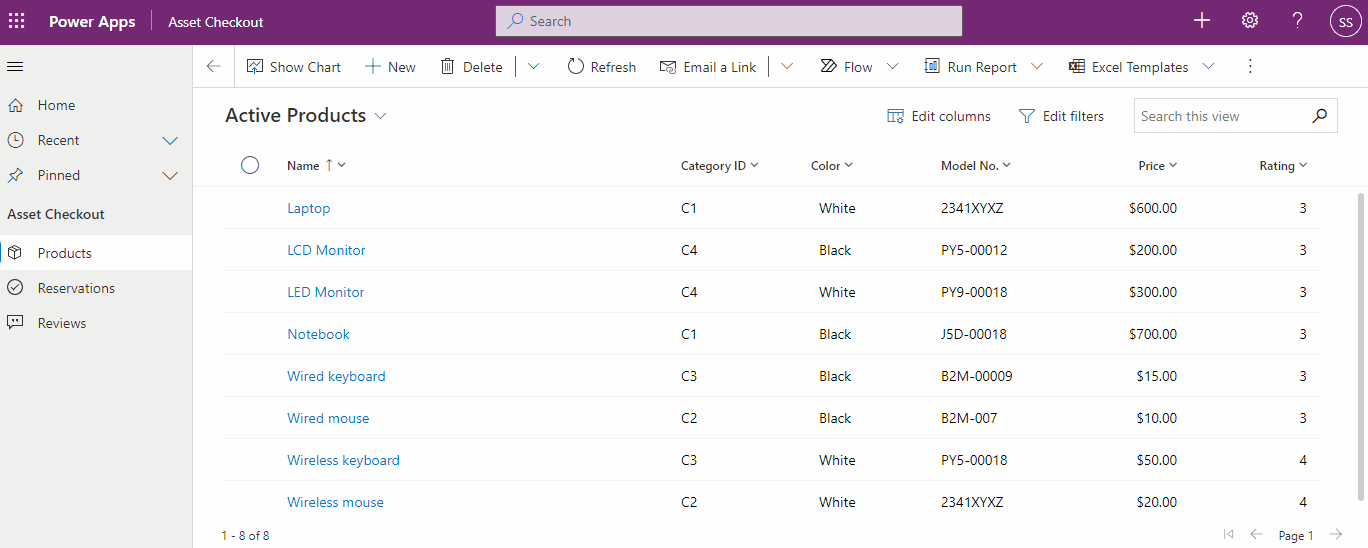 Power Apps Asset Checkout Search ? SS
Show Chart New Delete Refresh Email a Link Flow Run Report Excel Templates
Home
Recent
Pinned
Asset Checkout
Products
Reservations
Reviews
Active Products Edit columns Edit filters Search this view
Name Category ID Color Model No. Price Rating
Laptop C1 White 2341XYXZ $600.00 3
LCD Monitor C4 Black PY5-00012 $200.00 3
LED Monitor C4 White PY9-00018 $300.00 3
Notebook C1 Black J5D-00018 $700.00 3
Wired keyboard C3 Black B2M-00009 $15.00 3
Wired mouse C2 Black B2M-007 $10.00 3
Wireless keyboard C3 White PY5-00018 $50.00 4
Wireless mouse C2 White 2341XYXZ $20.00 4
1 - 8 of 8 Page 1